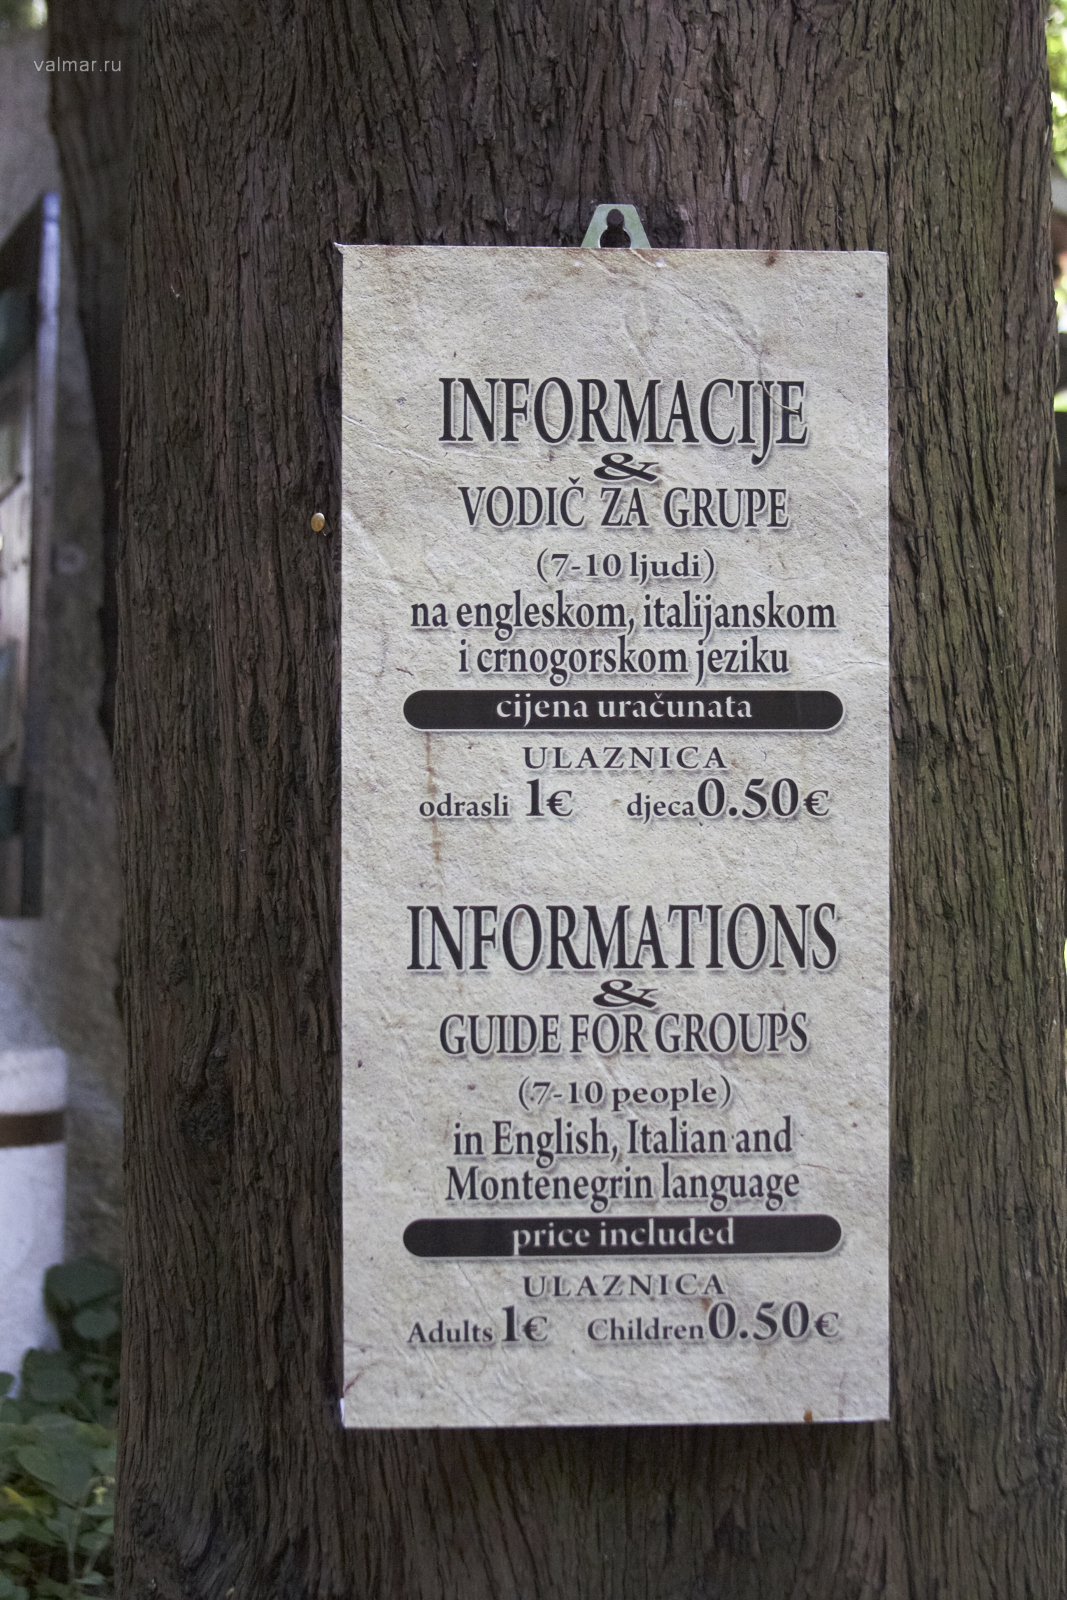 valmar.ru
INFORMACIJE
&
VODIČ ZA GRUPE
(7-10 ljudi)
na engleskom, italijanskom
i crnogorskom jeziku
cijena uračunata
ULAZNICA
odrasli 1€ djeca 0.50€
INFORMATIONS
&
GUIDE FOR GROUPS
(7-10 people)
in English, Italian and
Montenegrin language
price included
ULAZNICA
Adults 1€ Children 0.50€